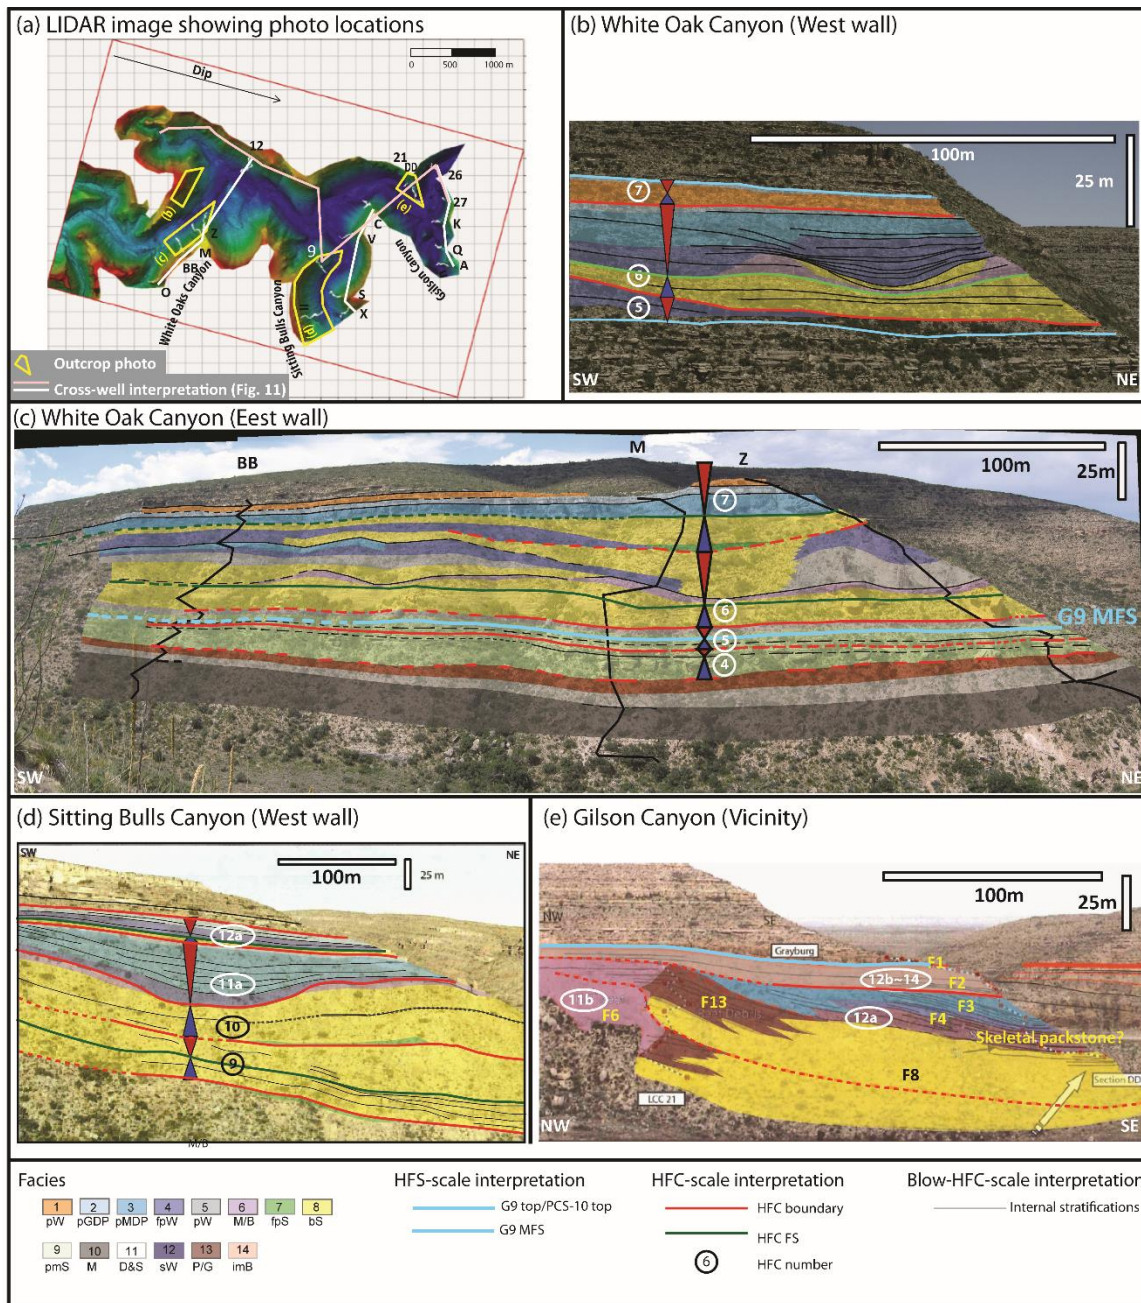 (a) LIDAR image showing photo locations
0 500 1000 m
Dip
12
21
DD
26
(e)
27
K
Q
A
C
V
9
S
X
(d)
(b)
(c)
Z
M
BB
O
White Oaks Canyon
Sitting Bulls Canyon
Gsilson Canyon
Outcrop photo
Cross-well interpretation (Fig. 11)
(b) White Oak Canyon (West wall)
100m
25 m
7
6
5
SW
NE
(c) White Oak Canyon (Eest wall)
100m
25m
BB
M
Z
7
6
G9 MFS
5
4
SW
NE
(d) Sitting Bulls Canyon (West wall)
SW
NE
100m
25 m
12a
11a
10
9
M/B
(e) Gilson Canyon (Vicinity)
100m
25m
NW
SE
Grayburg
F1
12b~14
F2
11b
F6
F13
F3
12a
F4
Skeletal packstone?
F8
Section DD
LCC 21
NW
SE
Facies
1 2 3 4 5 6 7 8
pW pGDP pMDP fpW pW M/B fpS bS
9 10 11 12 13 14
pmS M D&S sW P/G imB
HFS-scale interpretation
G9 top/PCS-10 top
G9 MFS
HFC-scale interpretation
HFC boundary
HFC FS
6 HFC number
Blow-HFC-scale interpretation
Internal stratifications